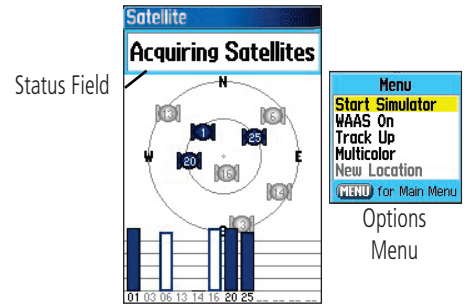 Satellite
Acquiring Satellites
Status Field
N
13
6
1
25
W
E
20
16
14
3
S
01 03 06 13 14 16 20 25
Menu
Start Simulator
WAAS On
Track Up
Multicolor
New Location
MENU for Main Menu
Options
Menu